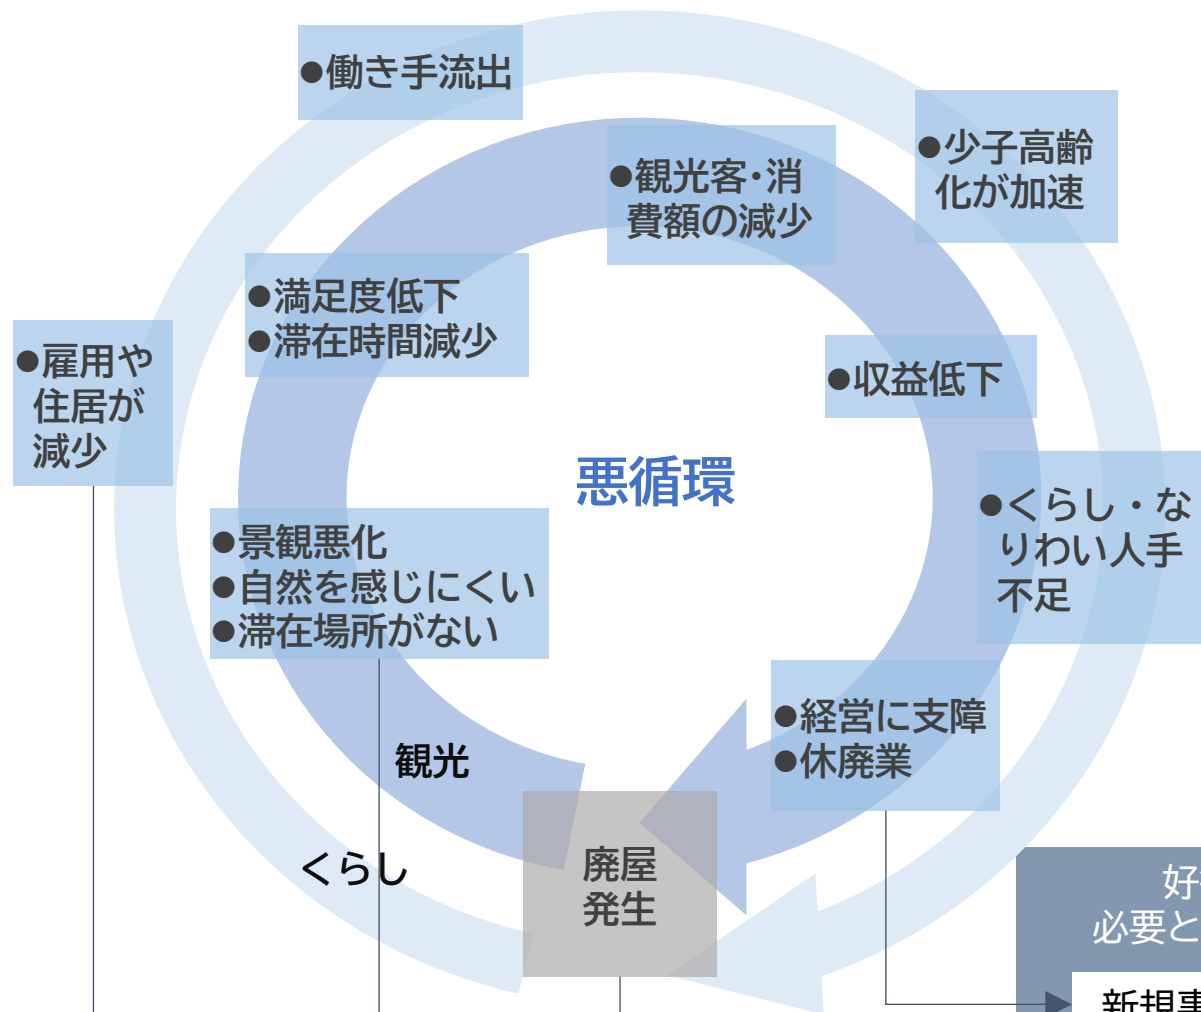 ●働き手流出
●観光客・消
費額の減少
●少子高齢
化が加速
●満足度低下
●滞在時間減少
●雇用や
住居が
減少
●収益低下
悪循環
●くらし・な
りわい人手
不足
●景観悪化
●自然を感じにくい
●滞在場所がない
●経営に支障
●休廃業
観光
くらし
廃屋
発生
好
必要と
新規事